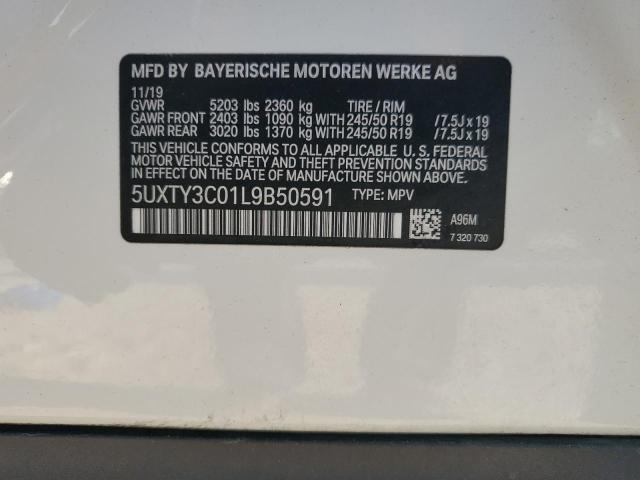 MFD BY BAYERISCHE MOTOREN WERKE AG
11/19
GVWR 5203 lbs 2360 kg TIRE / RIM
GAWR FRONT 2403 lbs 1090 kg WITH 245/50 R19 /7.5J x 19
GAWR REAR 3020 lbs 1370 kg WITH 245/50 R19 /7.5J x 19
THIS VEHICLE CONFORMS TO ALL APPLICABLE U. S. FEDERAL
MOTOR VEHICLE SAFETY AND THEFT PREVENTION STANDARDS
IN EFFECT ON THE DATE OF MANUFACTURE SHOWN ABOVE.
5UXTY3C01L9B50591 TYPE: MPV
A96M
7 320 730